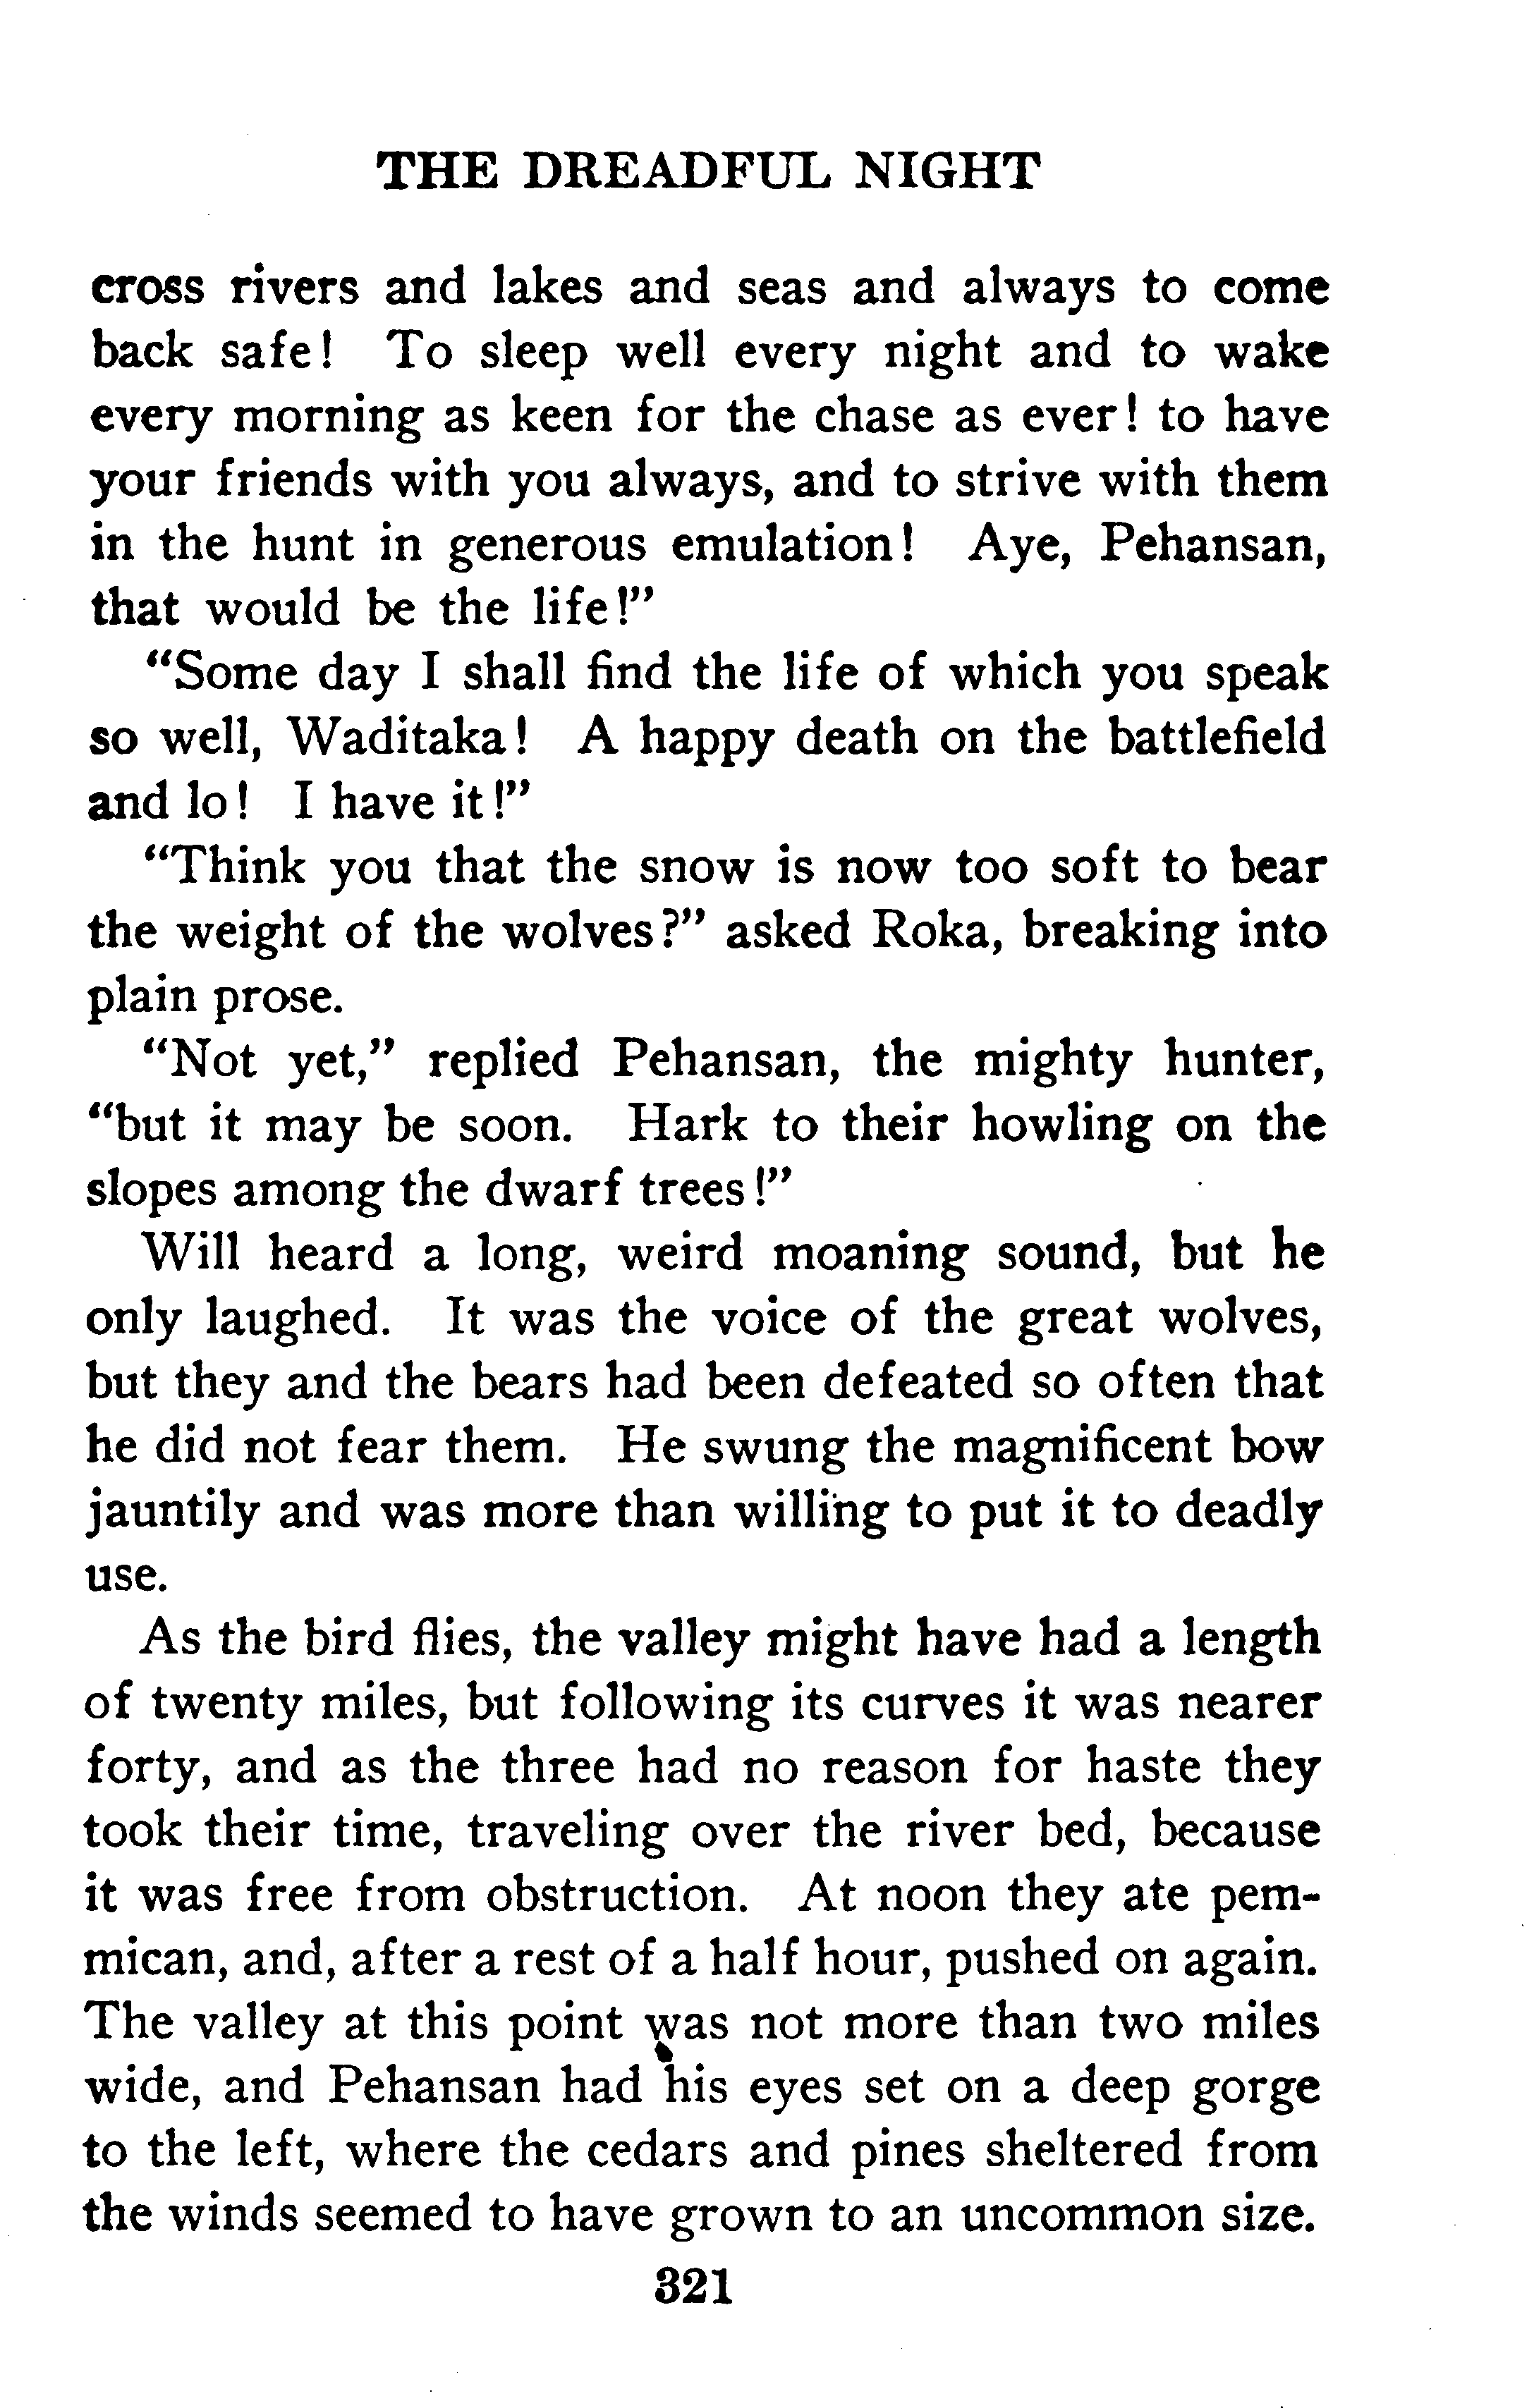 THE DREADFUL NIGHT
cross rivers and lakes and seas and always to come
back safe! To sleep well every night and to wake
every morning as keen for the chase as ever! to have
your friends with you always, and to strive with them
in the hunt in generous emulation! Aye, Pehansan,
that would be the life!"
"Some day I shall find the life of which you speak
so well, Waditaka! A happy death on the battlefield
and lo! I have it!"
"Think you that the snow is now too soft to bear
the weight of the wolves?" asked Roka, breaking into
plain prose.
"Not yet," replied Pehansan, the mighty hunter,
"but it may be soon. Hark to their howling on the
slopes among the dwarf trees!"
Will heard a long, weird moaning sound, but he
only laughed. It was the voice of the great wolves,
but they and the bears had been defeated so often that
he did not fear them. He swung the magnificent bow
jauntily and was more than willing to put it to deadly
use.
As the bird flies, the valley might have had a length
of twenty miles, but following its curves it was nearer
forty, and as the three had no reason for haste they
took their time, traveling over the river bed, because
it was free from obstruction. At noon they ate pem-
mican, and, after a rest of a half hour, pushed on again.
The valley at this point was not more than two miles
wide, and Pehansan had his eyes set on a deep gorge
to the left, where the cedars and pines sheltered from
the winds seemed to have grown to an uncommon size.
321